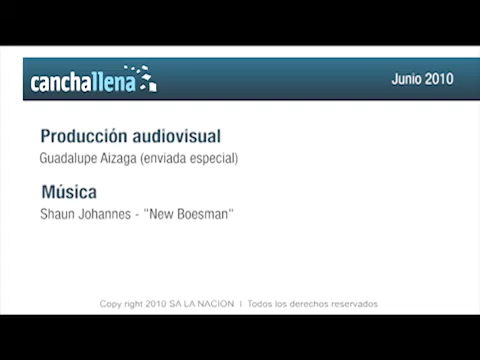 canchallena
Junio 2010
Producción audiovisual
Guadalupe Aizaga (enviada especial)
Música
Shaun Johannes - "New Boesman"
Copy right 2010 SA LA NACION | Todos los derechos reservados